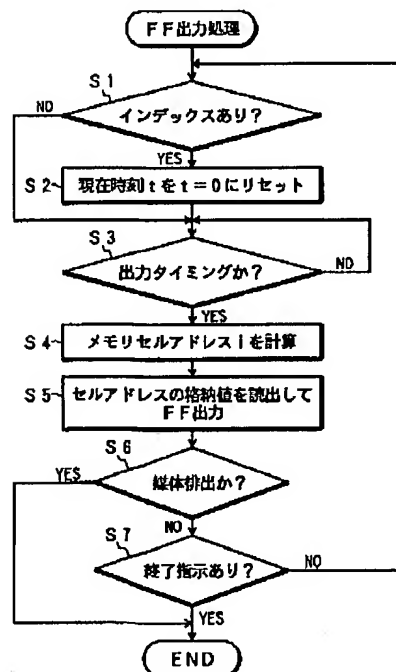 FF出力処理
S1
インデックスあり？
NO
YES
S2
現在時刻tをt=0にリセット
S3
出力タイミングか？
NO
YES
S4
メモリセルアドレスiを計算
S5
セルアドレスの格納値を読出して
FF出力
S6
媒体排出か？
YES
NO
S7
終了指示あり？
NO
YES
END